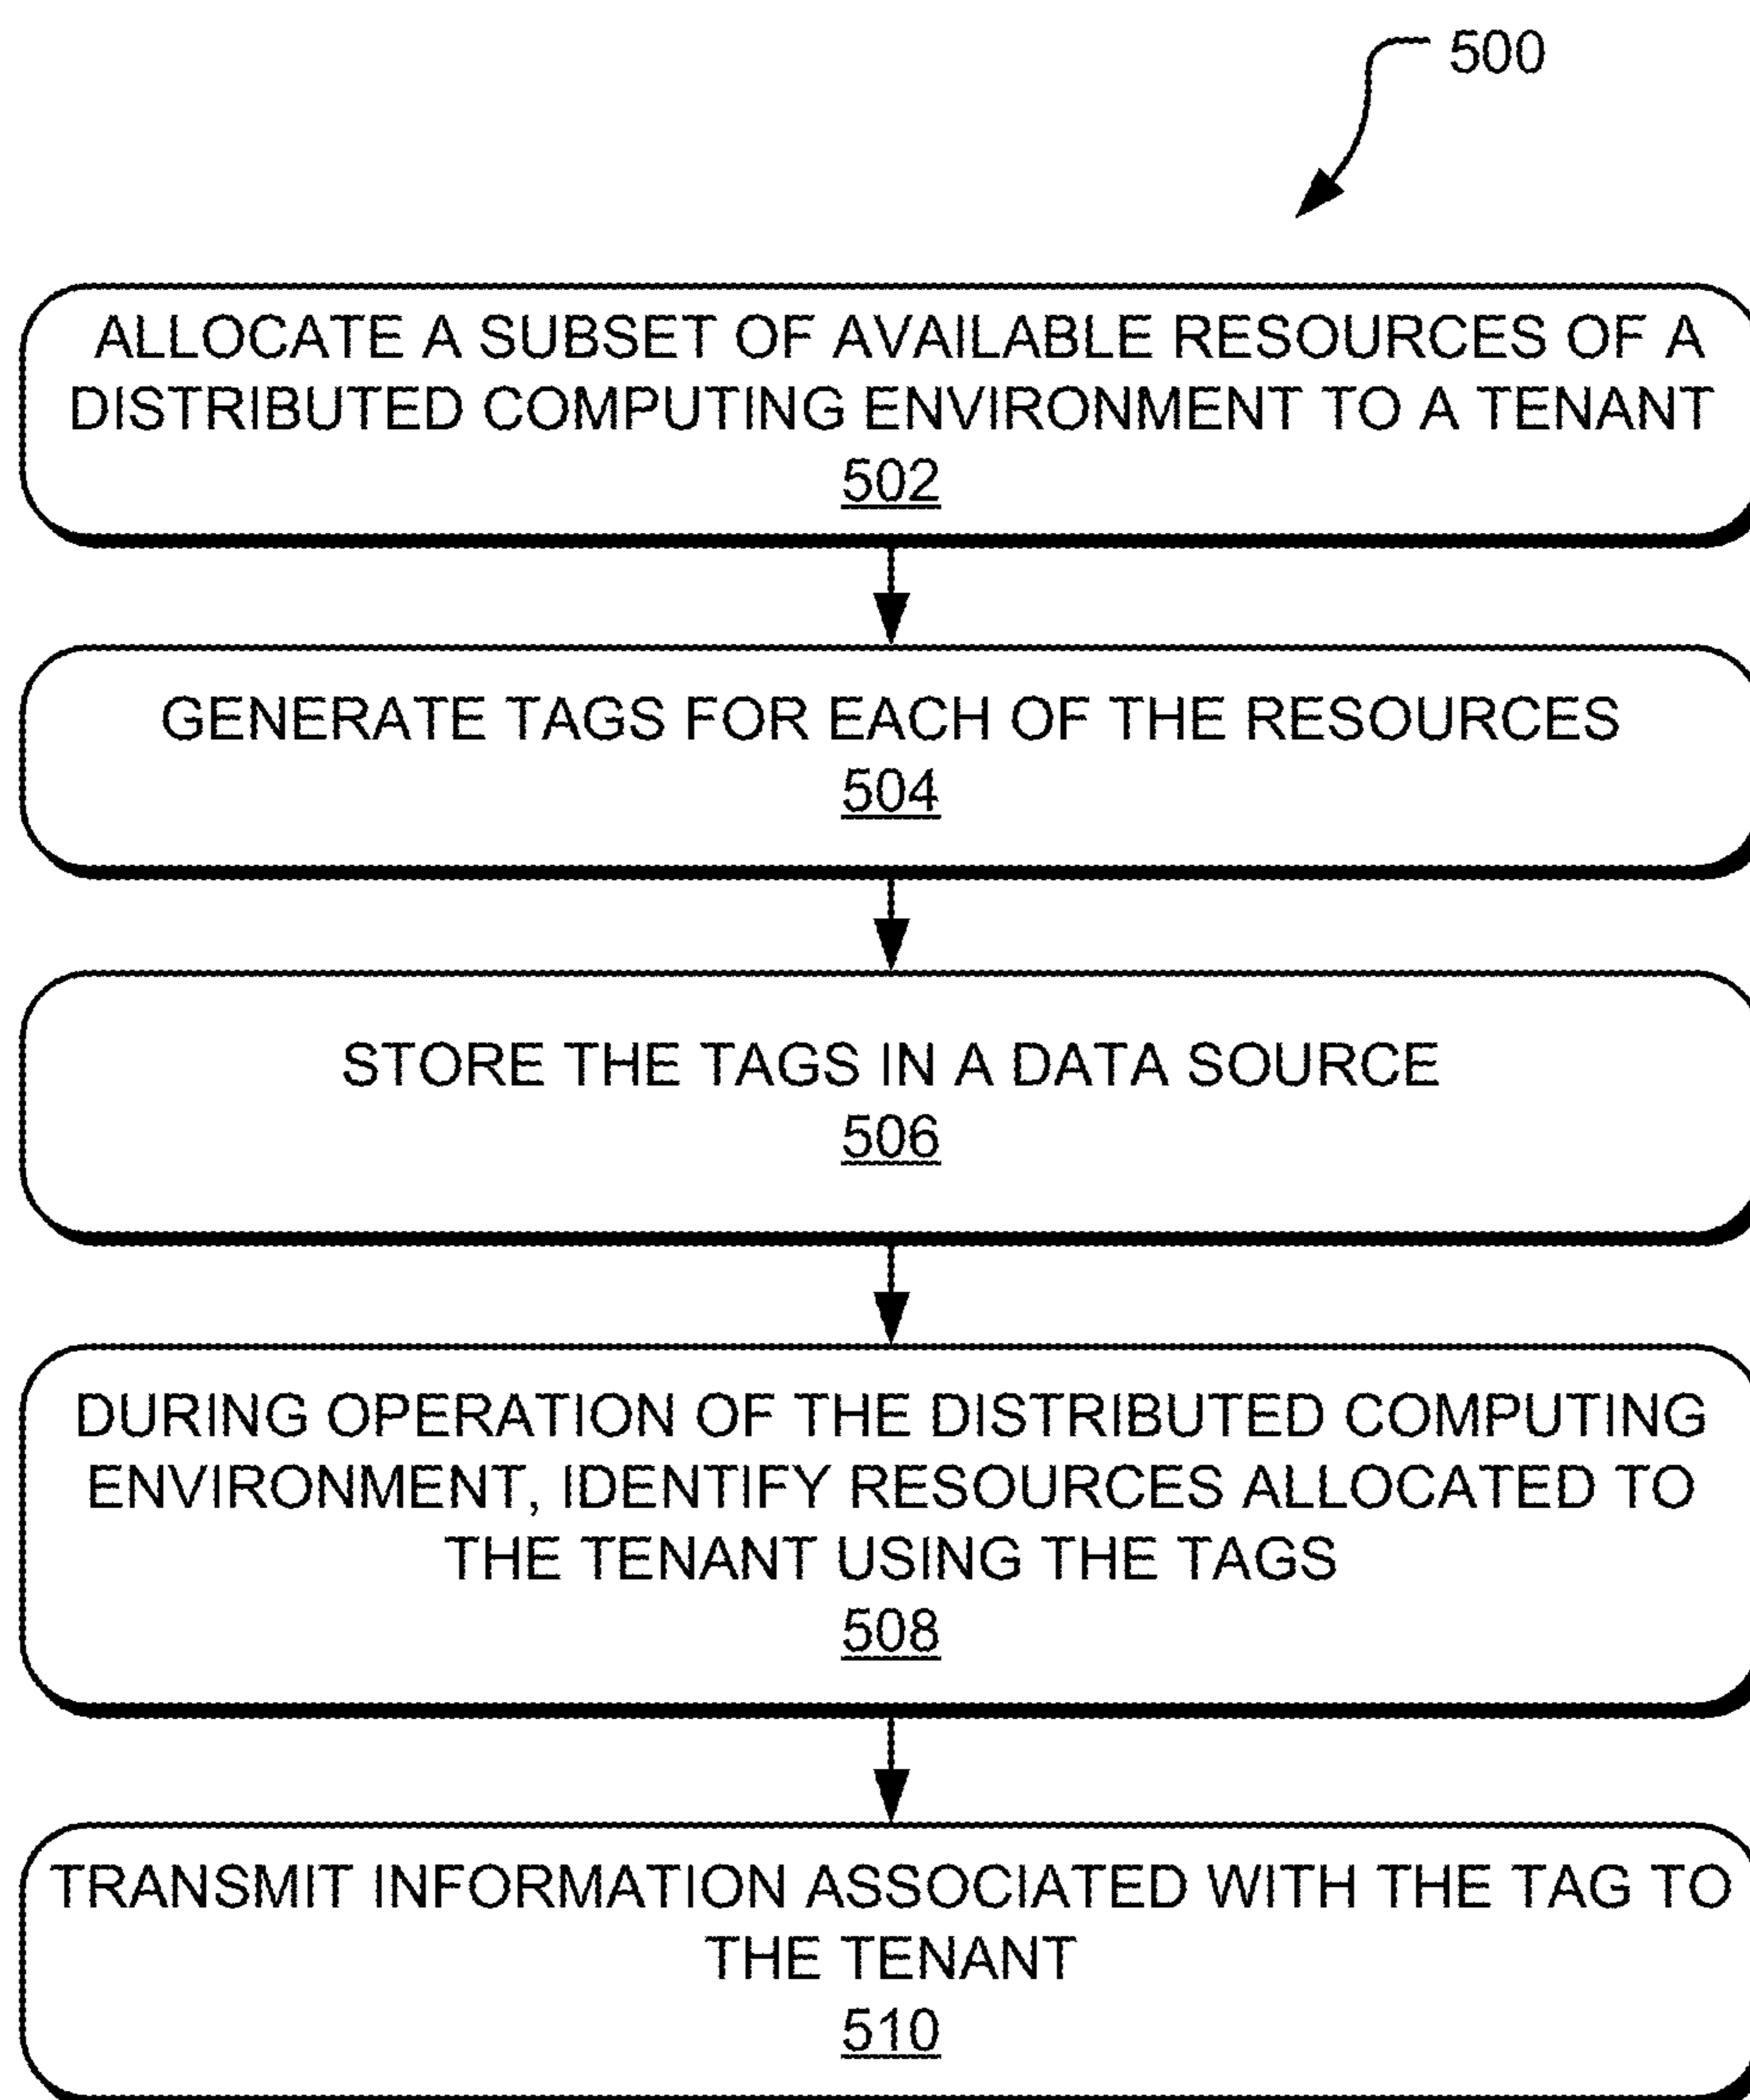 500
ALLOCATE A SUBSET OF AVAILABLE RESOURCES OF A
DISTRIBUTED COMPUTING ENVIRONMENT TO A TENANT
502
GENERATE TAGS FOR EACH OF THE RESOURCES
504
STORE THE TAGS IN A DATA SOURCE
506
DURING OPERATION OF THE DISTRIBUTED COMPUTING
ENVIRONMENT, IDENTIFY RESOURCES ALLOCATED TO
THE TENANT USING THE TAGS
508
TRANSMIT INFORMATION ASSOCIATED WITH THE TAG TO
THE TENANT
510